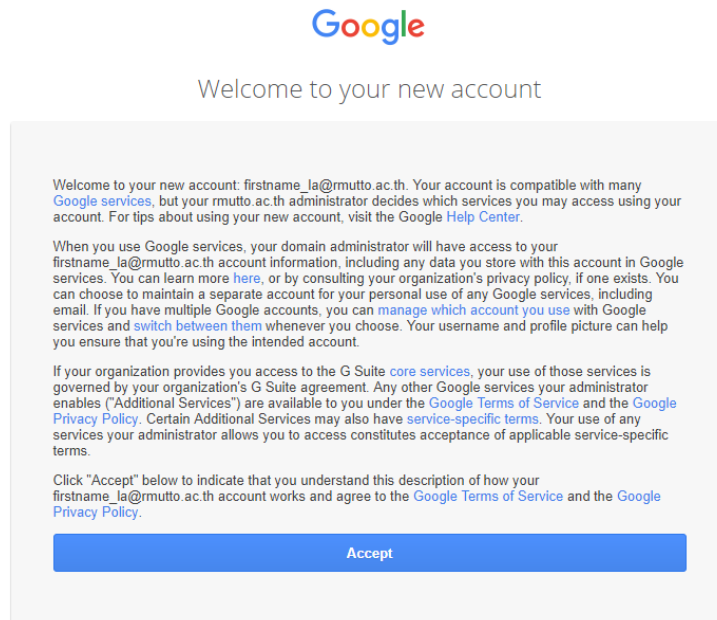 Google
Welcome to your new account
Welcome to your new account: firstname_la@rmutto.ac.th. Your account is compatible with many
Google services, but your rmutto.ac.th administrator decides which services you may access using your
account. For tips about using your new account, visit the Google Help Center.
When you use Google services, your domain administrator will have access to your
firstname_la@rmutto.ac.th account information, including any data you store with this account in Google
services. You can learn more here, or by consulting your organization's privacy policy, if one exists. You
can choose to maintain a separate account for your personal use of any Google services, including
email. If you have multiple Google accounts, you can manage which account you use with Google
services and switch between them whenever you choose. Your username and profile picture can help
you ensure that you're using the intended account.
If your organization provides you access to the G Suite core services, your use of those services is
governed by your organization's G Suite agreement. Any other Google services your administrator
enables ("Additional Services") are available to you under the Google Terms of Service and the Google
Privacy Policy. Certain Additional Services may also have service-specific terms. Your use of any
services your administrator allows you to access constitutes acceptance of applicable service-specific
terms.
Click "Accept" below to indicate that you understand this description of how your
firstname_la@rmutto.ac.th account works and agree to the Google Terms of Service and the Google
Privacy Policy.
Accept